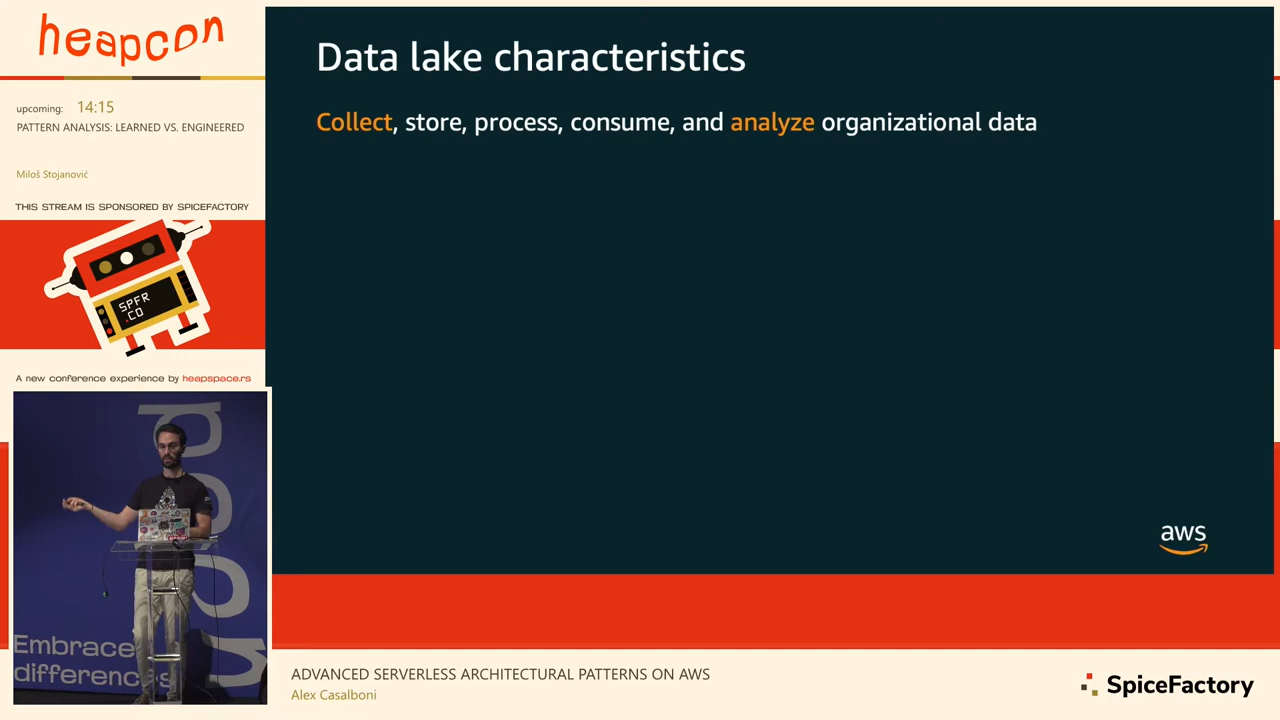 heapcon
upcoming: 14:15
PATTERN ANALYSIS: LEARNED VS. ENGINEERED
Miloš Stojanović
THIS STREAM IS SPONSORED BY SPICEFACTORY
SPFR
.CO
A new conference experience by heapspace.rs
Data lake characteristics
Collect, store, process, consume, and analyze organizational data
aws
Embrace
differences
ADVANCED SERVERLESS ARCHITECTURAL PATTERNS ON AWS
Alex Casalboni
SpiceFactory